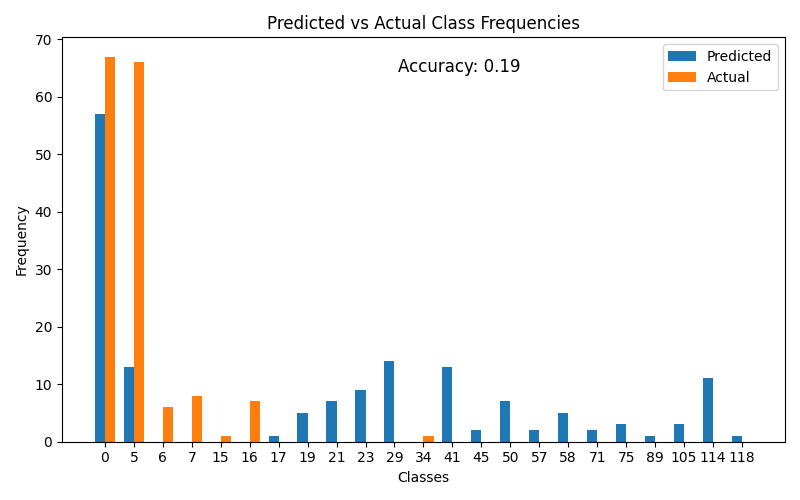 Predicted vs Actual Class Frequencies
Accuracy: 0.19
Predicted
Actual
Frequency
70
60
50
40
30
20
10
0
0 5 6 7 15 16 17 19 21 23 29 34 41 45 50 57 58 71 75 89 105 114 118
Classes